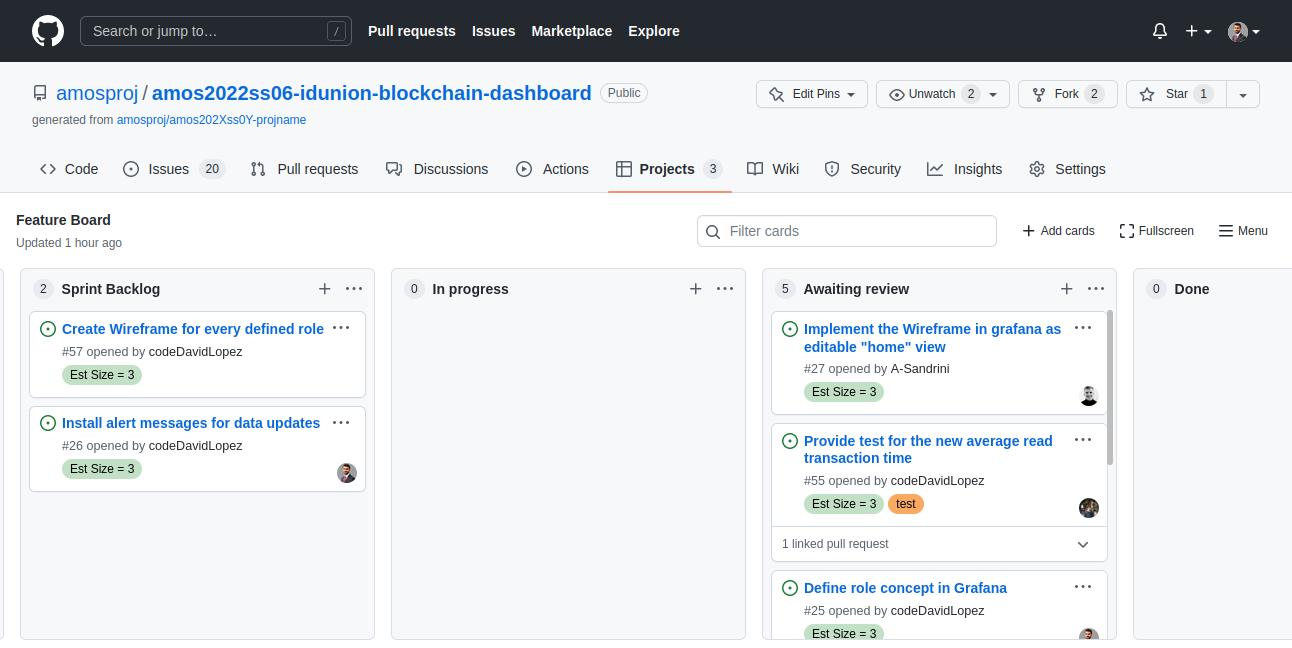 Search or jump to… /
Pull requests Issues Marketplace Explore
amosproj / amos2022ss06-idunion-blockchain-dashboard Public
Edit Pins Unwatch 2 Fork 2 Star 1
generated from amosproj/amos202Xss0Y-projname
Code Issues 20 Pull requests Discussions Actions Projects 3 Wiki Security Insights Settings
Feature Board
Updated 1 hour ago
Filter cards
Add cards Fullscreen Menu
2 Sprint Backlog
Create Wireframe for every defined role
#57 opened by codeDavidLopez
Est Size = 3
Install alert messages for data updates
#26 opened by codeDavidLopez
Est Size = 3
0 In progress
5 Awaiting review
Implement the Wireframe in grafana as
editable "home" view
#27 opened by A-Sandrini
Est Size = 3
Provide test for the new average read
transaction time
#55 opened by codeDavidLopez
Est Size = 3 test
1 linked pull request
Define role concept in Grafana
#25 opened by codeDavidLopez
Est Size = 3
0 Done